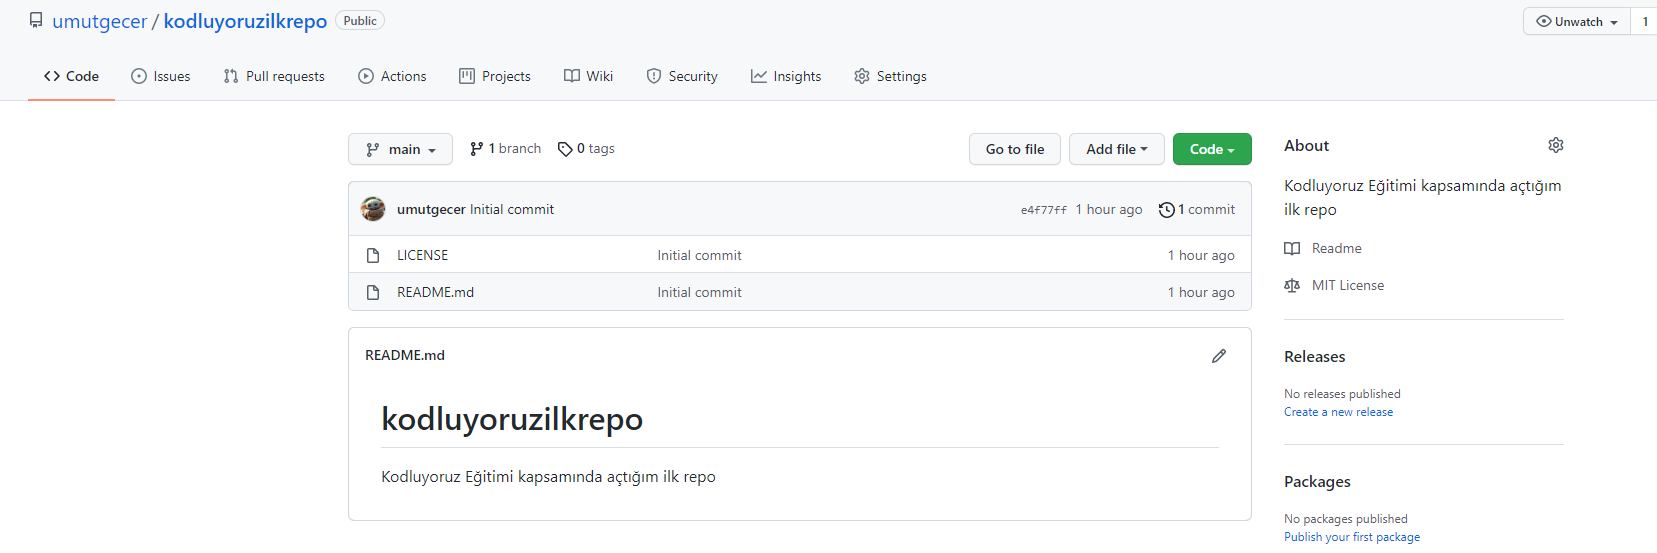 umutgecer / kodluyoruzilkrepo Public
Unwatch 1
Code Issues Pull requests Actions Projects Wiki Security Insights Settings
main 1 branch 0 tags Go to file Add file Code
umutgecer Initial commit e4f77ff 1 hour ago 1 commit
LICENSE Initial commit 1 hour ago
README.md Initial commit 1 hour ago
README.md
kodluyoruzilkrepo
Kodluyoruz Eğitimi kapsamında açtığım ilk repo
About
Kodluyoruz Eğitimi kapsamında açtığım
ilk repo
Readme
MIT License
Releases
No releases published
Create a new release
Packages
No packages published
Publish your first package